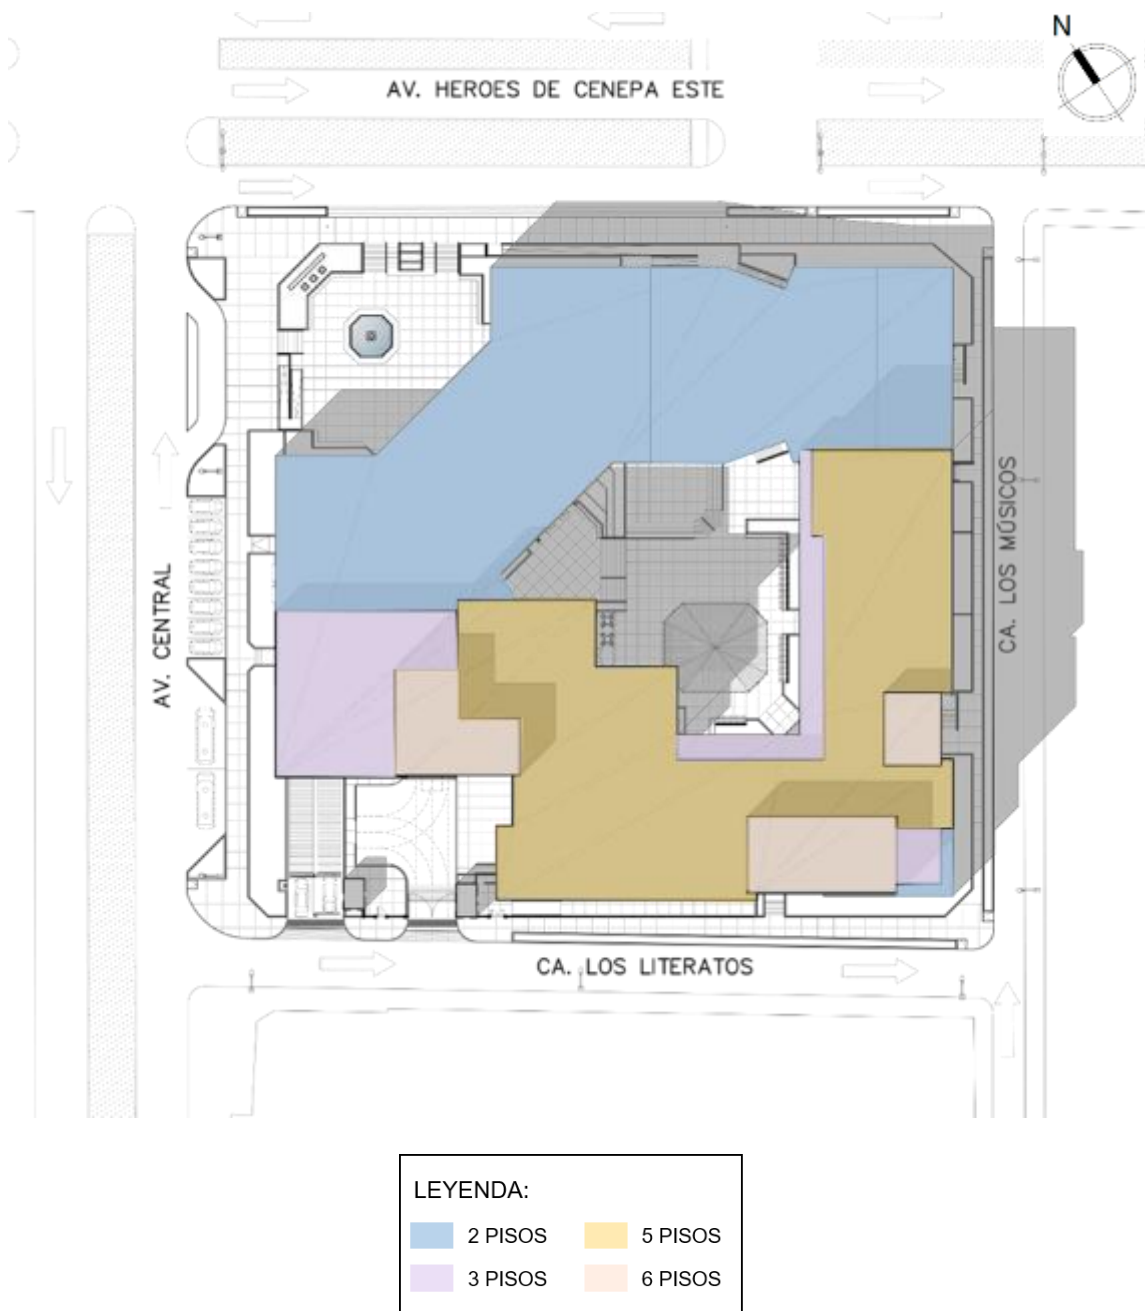 N
AV. HEROES DE CENEPA ESTE
AV. CENTRAL
CA. LOS MÚSICOS
CA. LOS LITERATOS
LEYENDA:
2 PISOS
5 PISOS
3 PISOS
6 PISOS